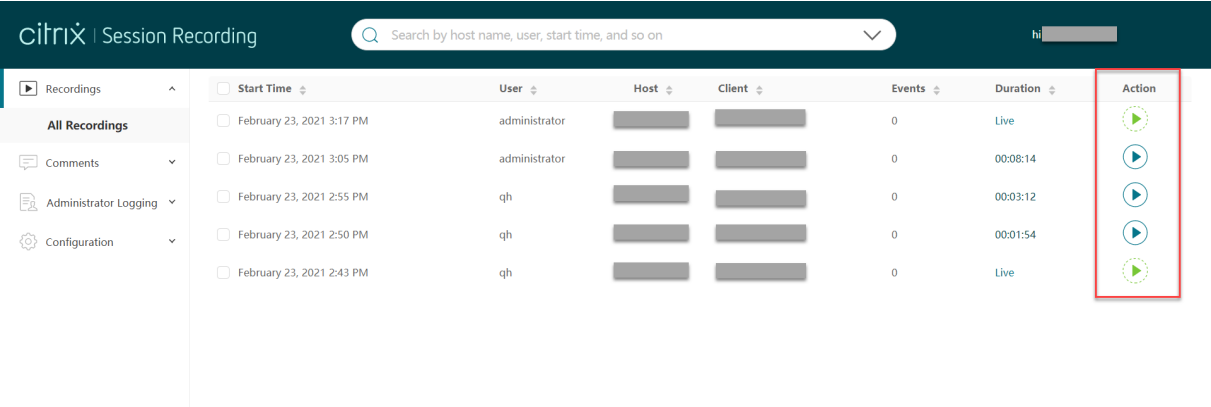 citrix | Session Recording
Search by host name, user, start time, and so on
hi
Recordings
All Recordings
Comments
Administrator Logging
Configuration
Start Time User Host Client Events Duration Action
February 23, 2021 3:17 PM administrator 0 Live
February 23, 2021 3:05 PM administrator 0 00:08:14
February 23, 2021 2:55 PM qh 0 00:03:12
February 23, 2021 2:50 PM qh 0 00:01:54
February 23, 2021 2:43 PM qh 0 Live